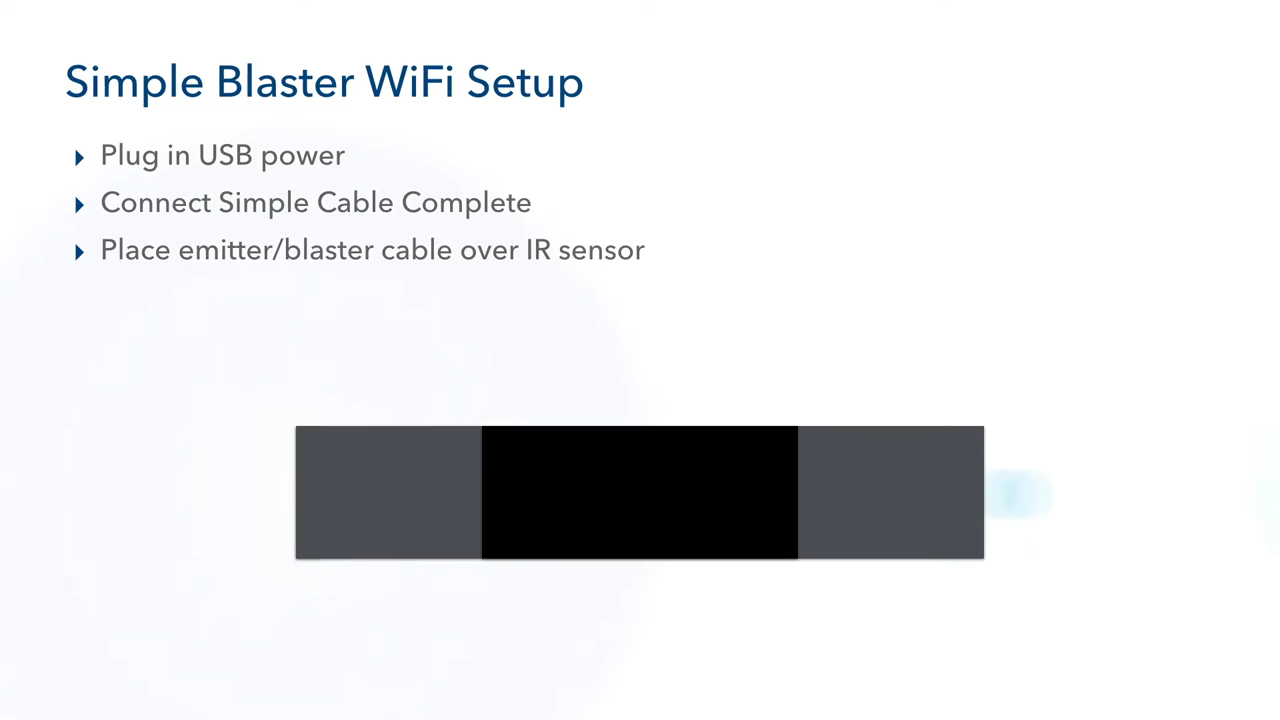 Simple Blaster WiFi Setup
Plug in USB power
Connect Simple Cable Complete
Place emitter/blaster cable over IR sensor